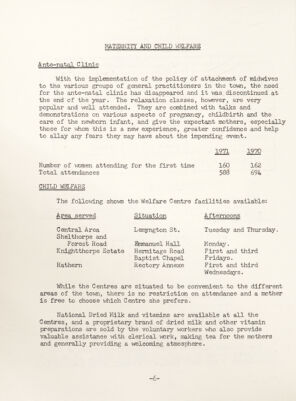 MATERNITY AND CHILD WELFARE
Ante-natal Clinic
With the implementation of the policy of attachment of midwives
to the various groups of general practitioners in the town, the need
for the ante-natal clinic has disappeared and it was discontinued at
the end of the year. The relaxation classes, however, are very
popular and well attended. They are combined with talks and
demonstrations on various aspects of pregnancy, childbirth and the
care of the newborn infant, and give the expectant mothers, especially
those for whom this is a new experience, greater confidence and help
to allay any fears they may have about the impending event.
1971 1970
Number of women attending for the first time 160 162
Total attendances 588 694
CHILD WELFARE
The following shows the Welfare Centre facilities available:
Area served Situation Afternoons
Central Area Lemyngton St. Tuesday and Thursday.
Shelthorpe and
Forest Road Emmanuel Hall Monday.
Knightthorpe Estate Hermitage Road First and third
Baptist Chapel Fridays.
Hathern Rectory Annexe First and third
Wednesdays.
While the Centres are situated to be convenient to the different
areas of the town, there is no restriction on attendance and a mother
is free to choose which Centre she prefers.
National Dried Milk and vitamins are available at all the
Centres, and a proprietary brand of dried milk and other vitamin
preparations are sold by the voluntary workers who also provide
valuable assistance with clerical work, making tea for the mothers
and generally providing a welcoming atmosphere.
-6-